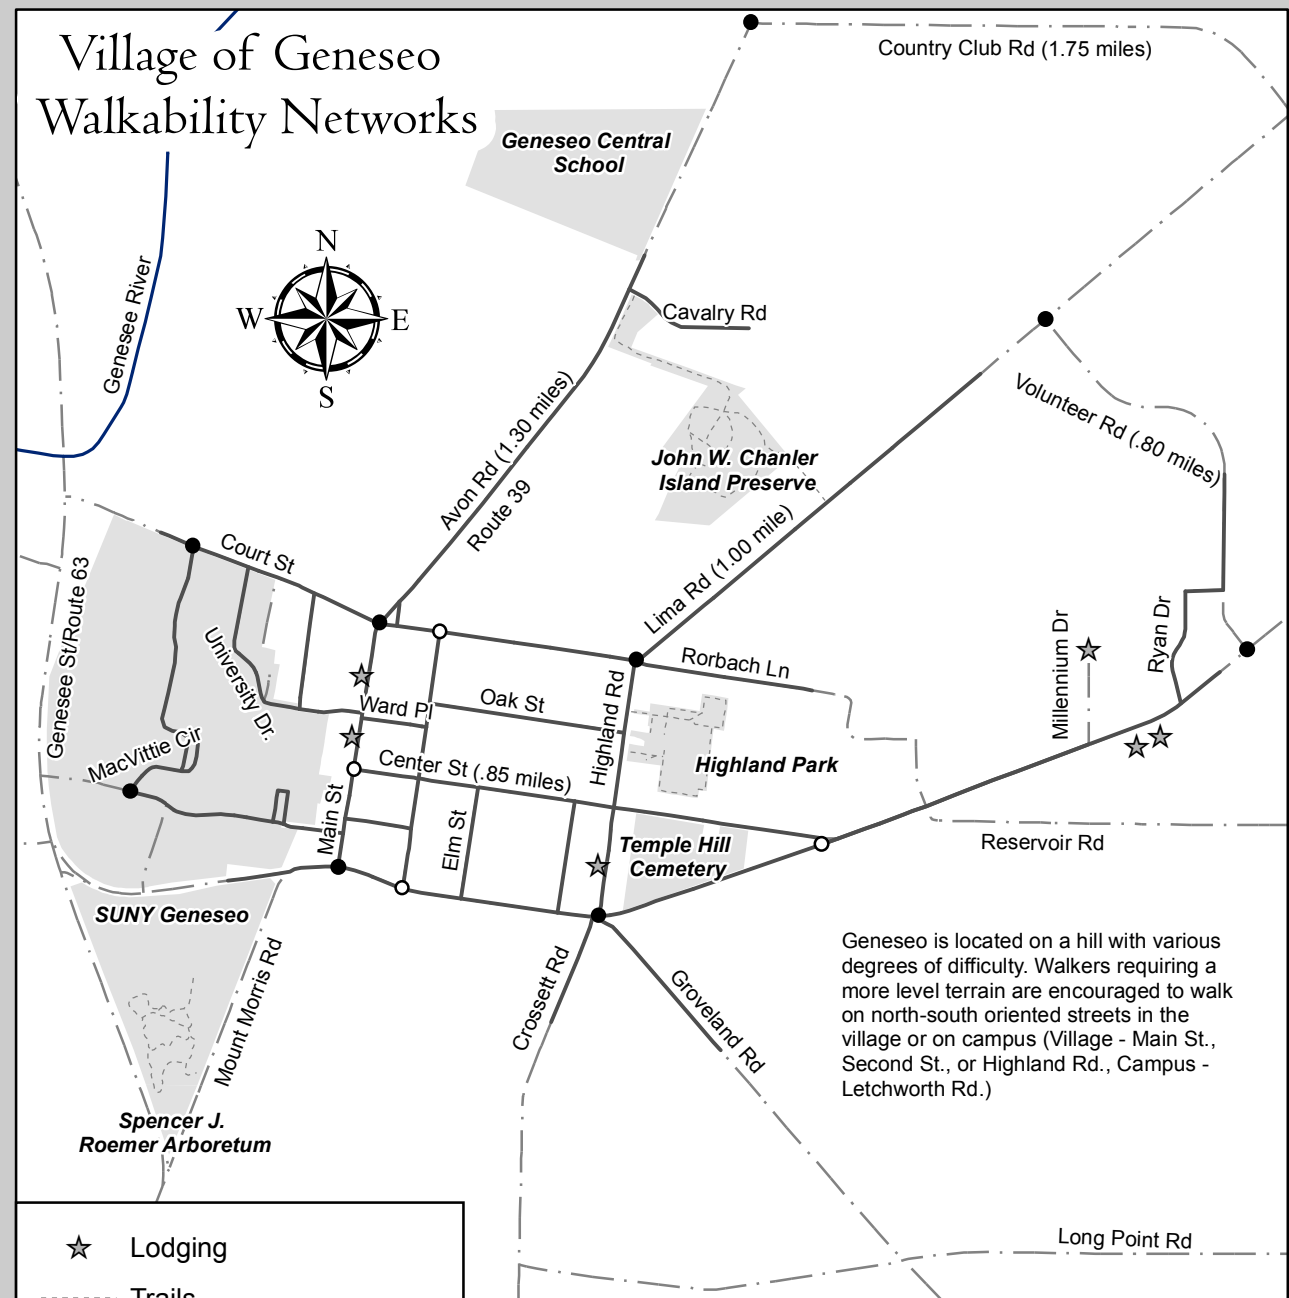 Village of Geneseo
Walkability Networks
Country Club Rd (1.75 miles)
Geneseo Central
School
N
W
E
S
Genesee River
Cavalry Rd
Avon Rd (1.30 miles)
Route 39
John W. Chanler
Island Preserve
Volunteer Rd (.80 miles)
Lima Rd (1.00 mile)
Court St
Genesee St/Route 63
University Dr.
MacVittie Cir
Ward Pl
Oak St
Rorbach Ln
Highland Rd
Highland Park
Millennium Dr
Ryan Dr
Center St (.85 miles)
Main St
Elm St
Temple Hill
Cemetery
Reservoir Rd
SUNY Geneseo
Mount Morris Rd
Crossett Rd
Groveland Rd
Geneseo is located on a hill with various
degrees of difficulty. Walkers requiring a
more level terrain are encouraged to walk
on north-south oriented streets in the
village or on campus (Village - Main St.,
Second St., or Highland Rd., Campus -
Letchworth Rd.)
Spencer J.
Roemer Arboretum
Long Point Rd
Lodging
Trails